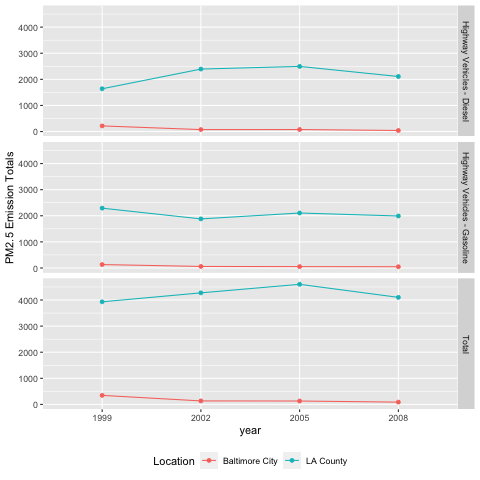 PM2.5 Emission Totals
4000
3000
2000
1000
0
Highway Vehicles - Diesel
4000
3000
2000
1000
0
Highway Vehicles - Gasoline
4000
3000
2000
1000
0
Total
1999 2002 2005 2008
year
Location Baltimore City LA County